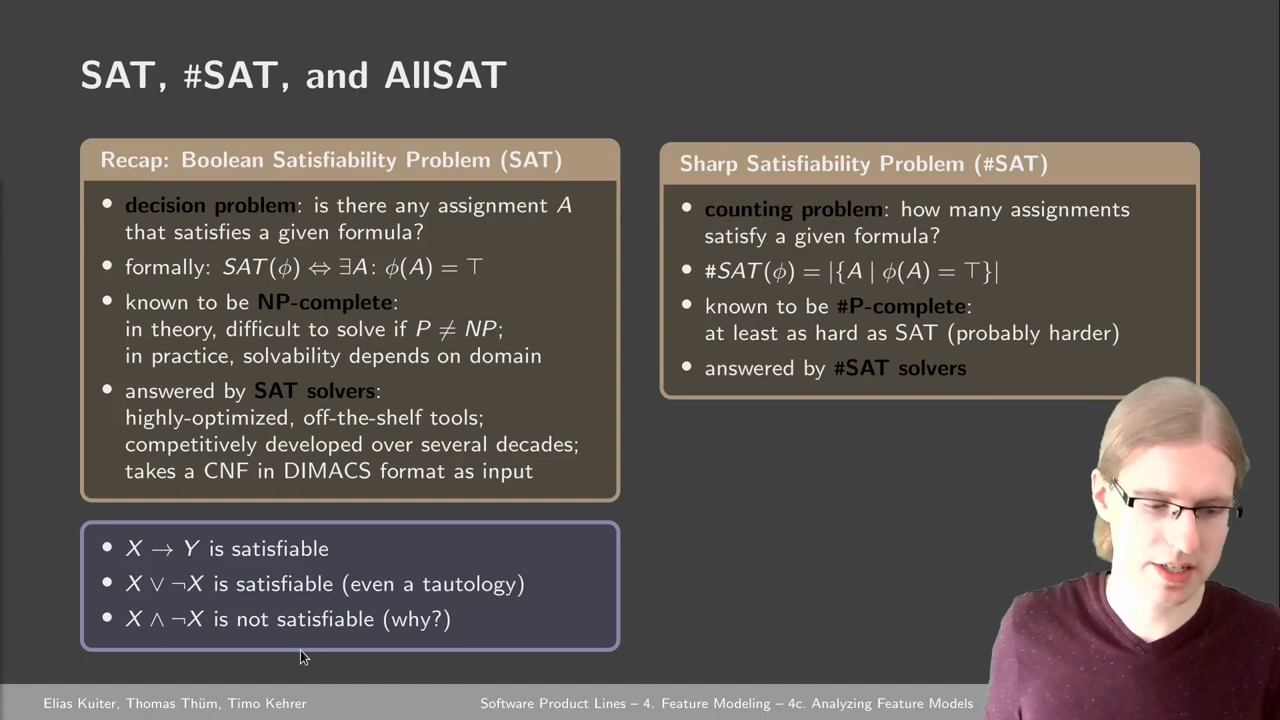 SAT, #SAT, and AllSAT
Recap: Boolean Satisfiability Problem (SAT)
• decision problem: is there any assignment A
that satisfies a given formula?
• formally: SAT(ϕ) ⇔ ∃A: ϕ(A) = ⊤
• known to be NP-complete:
in theory, difficult to solve if P ≠ NP;
in practice, solvability depends on domain
• answered by SAT solvers:
highly-optimized, off-the-shelf tools;
competitively developed over several decades;
takes a CNF in DIMACS format as input
• X → Y is satisfiable
• X ∨ ¬X is satisfiable (even a tautology)
• X ∧ ¬X is not satisfiable (why?)
Sharp Satisfiability Problem (#SAT)
• counting problem: how many assignments
satisfy a given formula?
• #SAT(ϕ) = |{A | ϕ(A) = ⊤}|
• known to be #P-complete:
at least as hard as SAT (probably harder)
• answered by #SAT solvers
Elias Kuiter, Thomas Thüm, Timo Kehrer
Software Product Lines – 4. Feature Modeling – 4c. Analyzing Feature Models